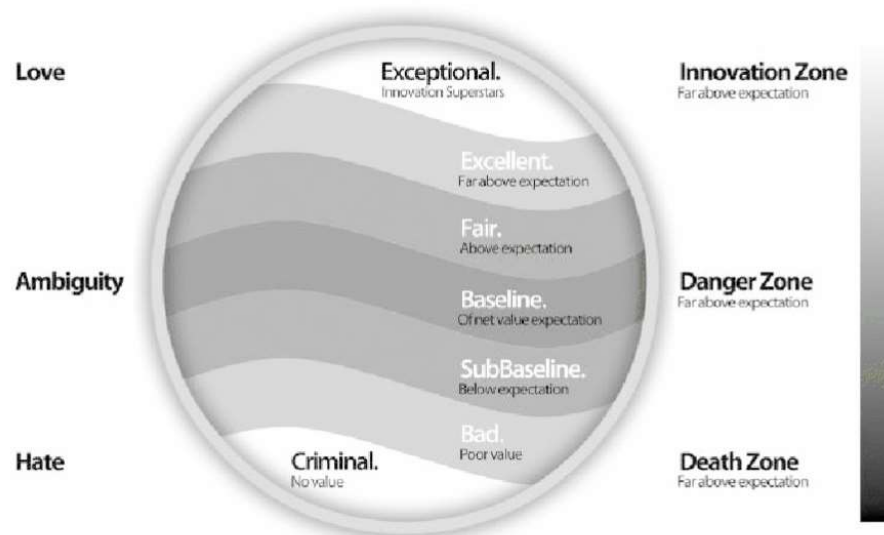 Love
Exceptional.
Innovation Superstars
Innovation Zone
Far above expectation
Excellent.
Far above expectation
Fair.
Above expectation
Ambiguity
Baseline.
Of net value expectation
Danger Zone
Far above expectation
SubBaseline.
Below expectation
Bad.
Poor value
Hate
Criminal.
No value
Death Zone
Far above expectation